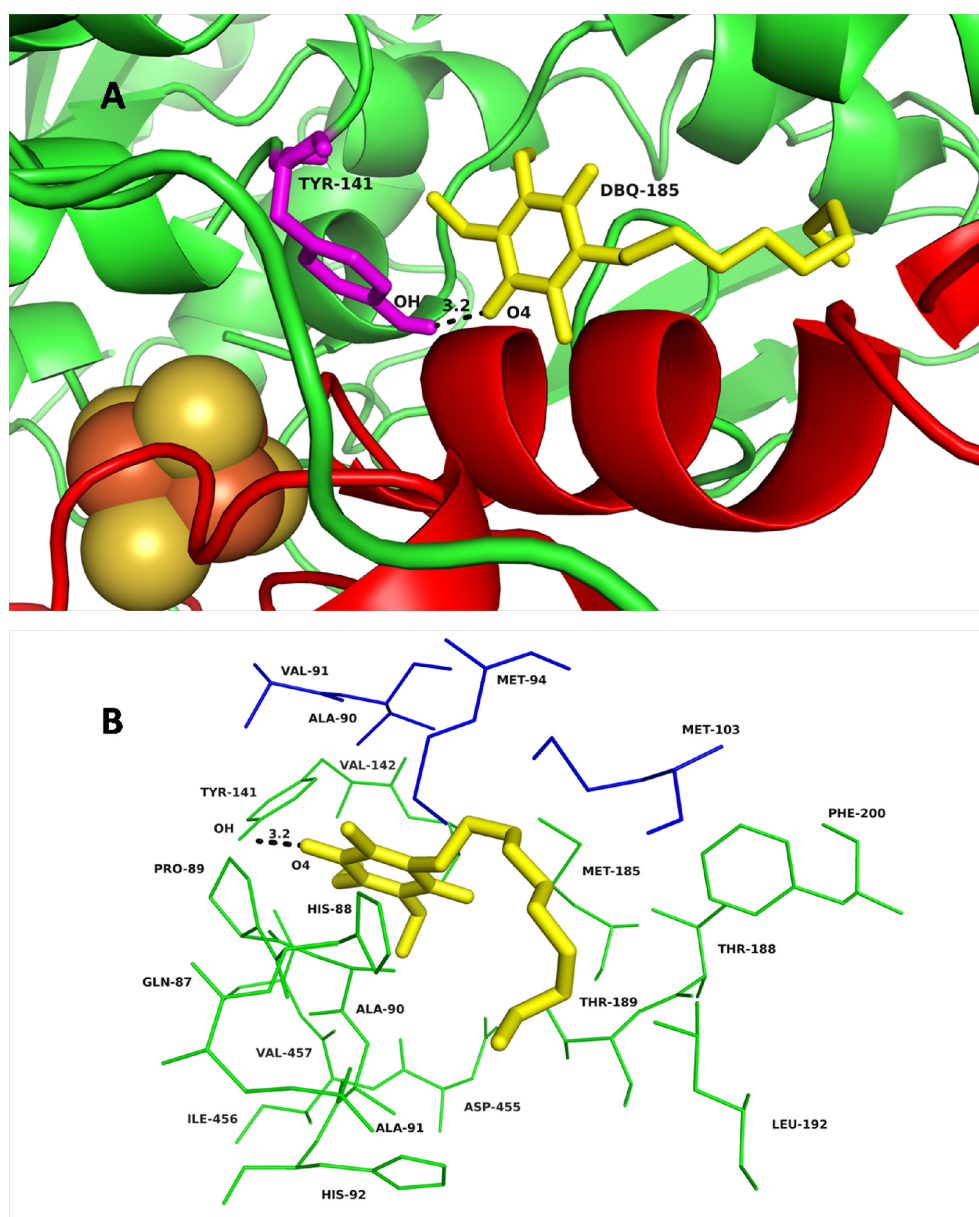 A
TYR-141
DBQ-185
OH
3.2
O4
B
VAL-91
MET-94
ALA-90
MET-103
VAL-142
TYR-141
PHE-200
OH
3.2
O4
PRO-89
MET-185
HIS-88
THR-188
GLN-87
ALA-90
THR-189
VAL-457
ASP-455
ILE-456
ALA-91
LEU-192
HIS-92